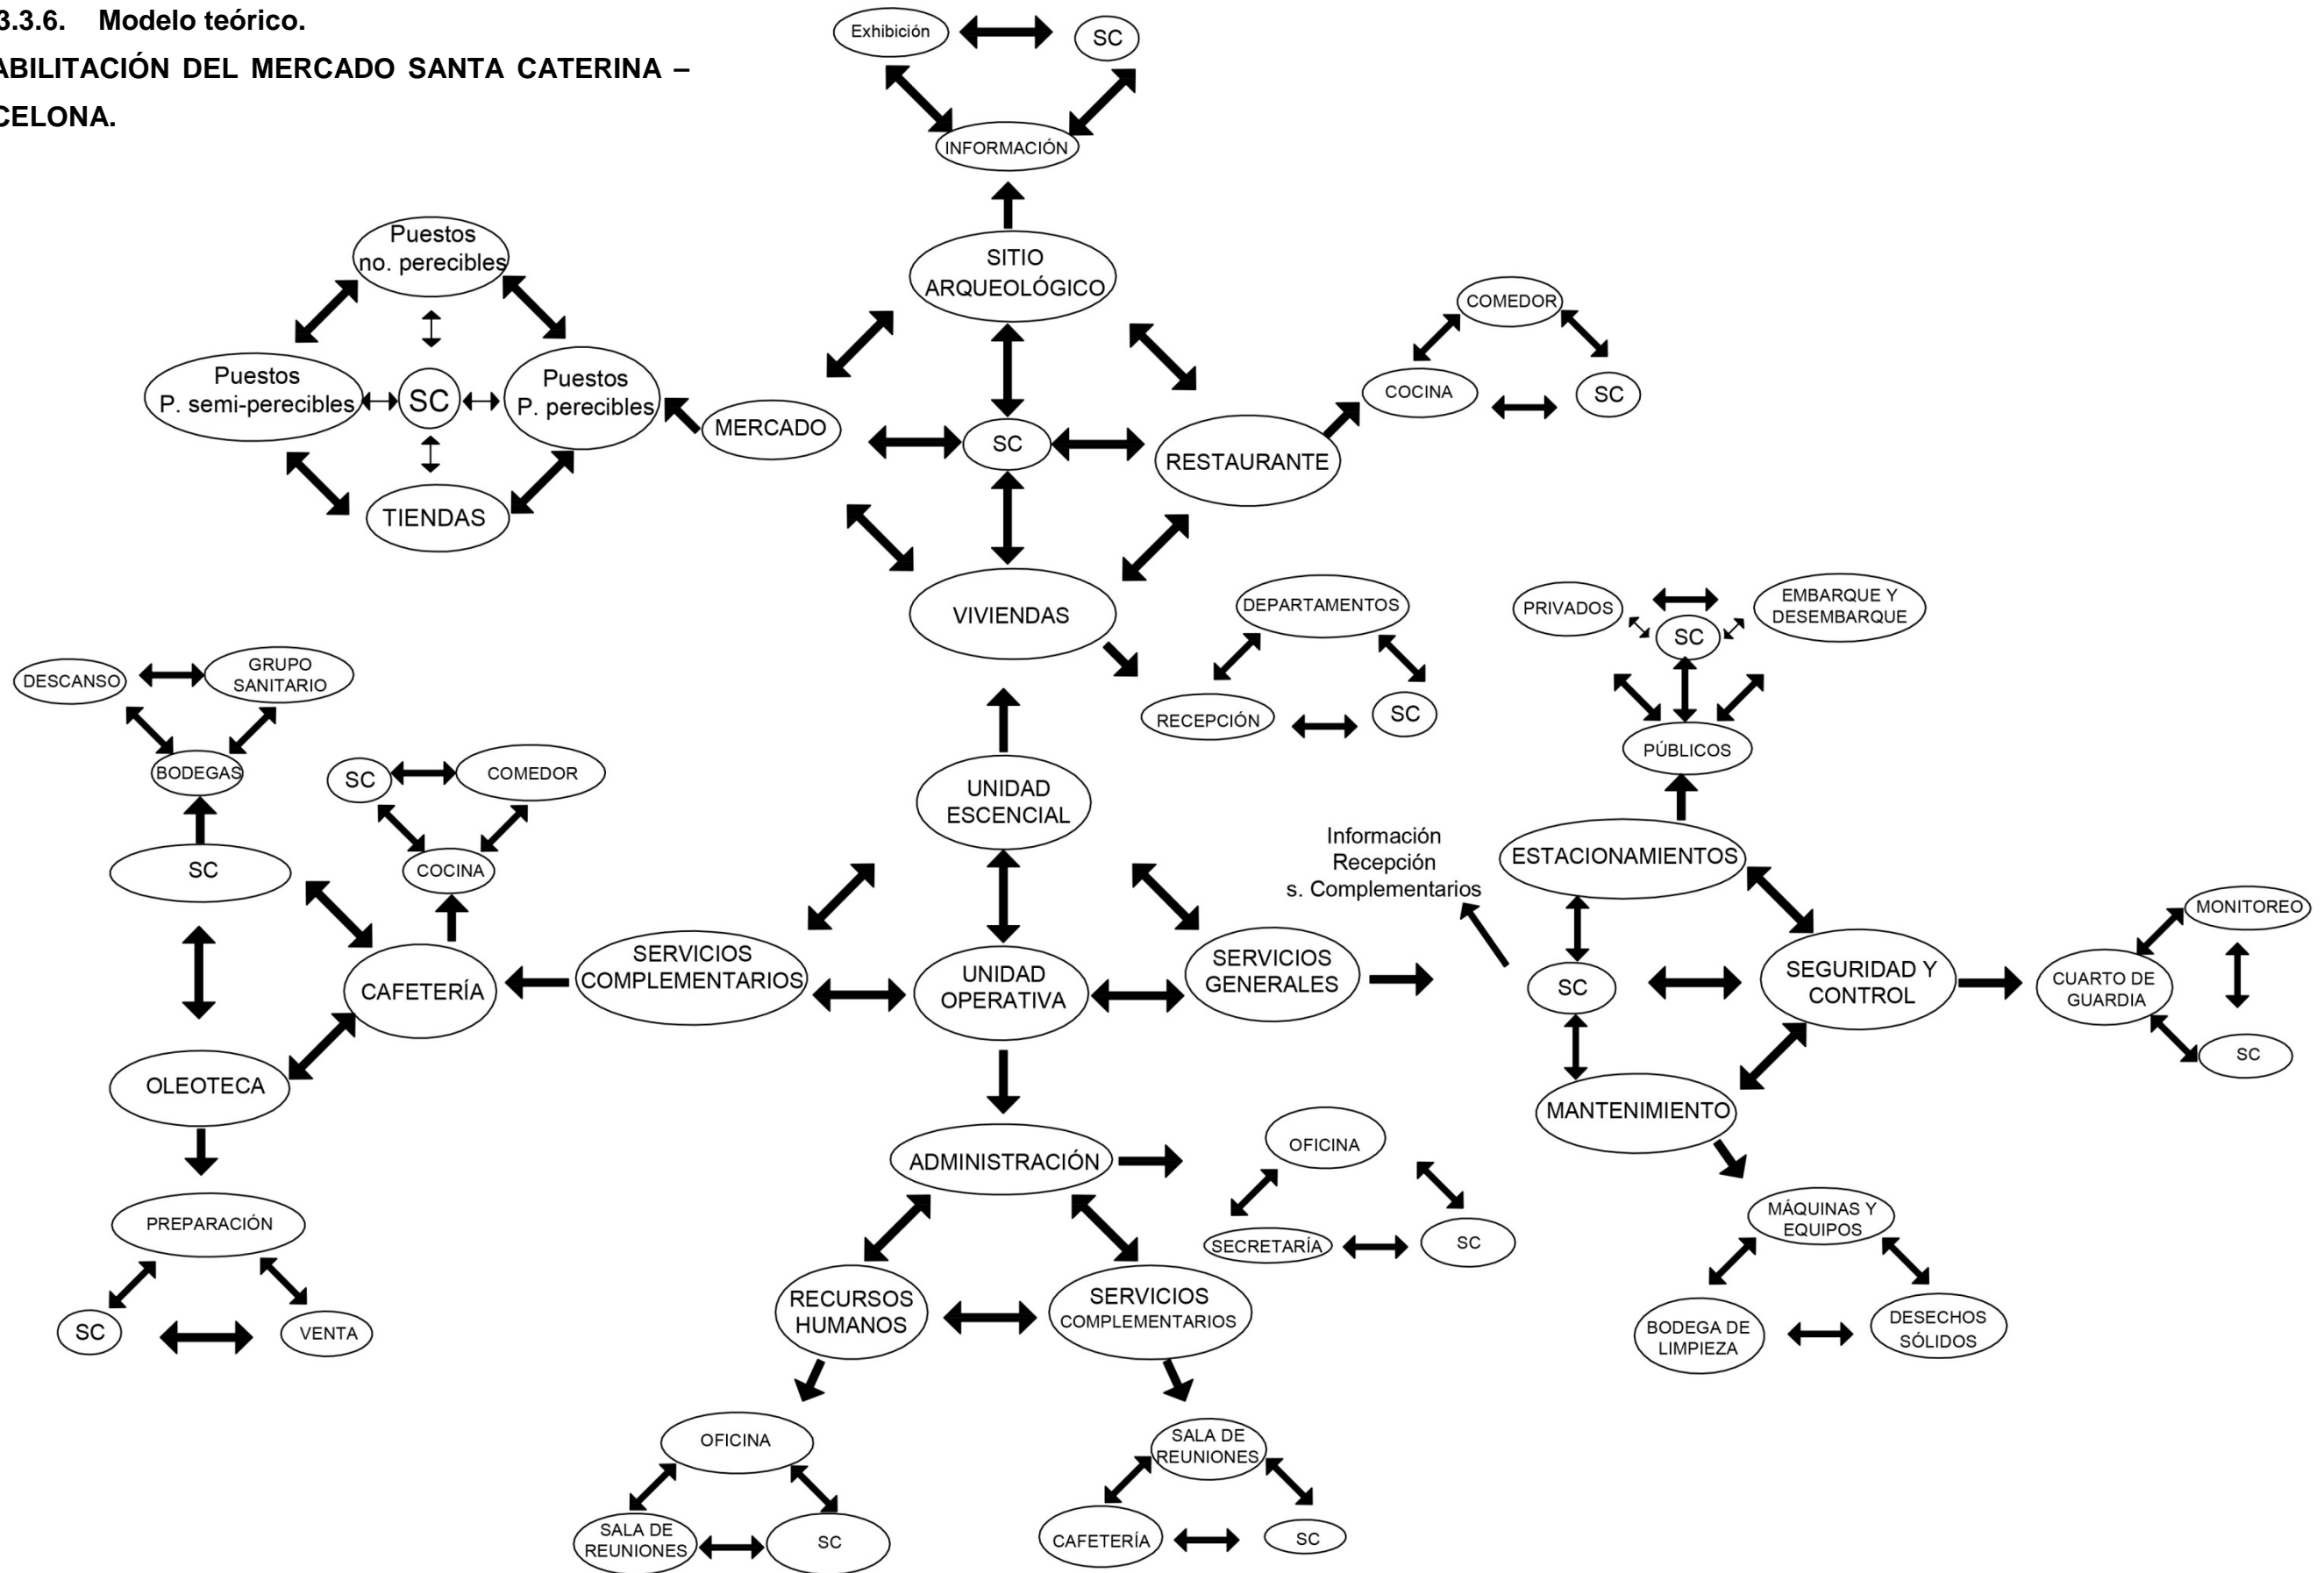 3.3.6. Modelo teórico.
ABILITACIÓN DEL MERCADO SANTA CATERINA –
CELONA.
Exhibición
SC
INFORMACIÓN
SITIO
ARQUEOLÓGICO
Puestos
no. perecibles
Puestos
P. semi-perecibles
SC
Puestos
P. perecibles
TIENDAS
MERCADO
SC
RESTAURANTE
COMEDOR
COCINA
SC
VIVIENDAS
DEPARTAMENTOS
RECEPCIÓN
SC
PRIVADOS
SC
EMBARQUE Y
DESEMBARQUE
PÚBLICOS
DESCANSO
GRUPO
SANITARIO
BODEGAS
SC
COMEDOR
COCINA
SC
UNIDAD
ESCENCIAL
Información
Recepción
s. Complementarios
ESTACIONAMIENTOS
MONITOREO
CAFETERÍA
SERVICIOS
COMPLEMENTARIOS
UNIDAD
OPERATIVA
SERVICIOS
GENERALES
SC
SEGURIDAD Y
CONTROL
CUARTO DE
GUARDIA
SC
OLEOTECA
MANTENIMIENTO
ADMINISTRACIÓN
OFICINA
SECRETARÍA
SC
PREPARACIÓN
SC
VENTA
MÁQUINAS Y
EQUIPOS
BODEGA DE
LIMPIEZA
DESECHOS
SÓLIDOS
RECURSOS
HUMANOS
SERVICIOS
COMPLEMENTARIOS
OFICINA
SALA DE
REUNIONES
SC
SALA DE
REUNIONES
CAFETERÍA
SC